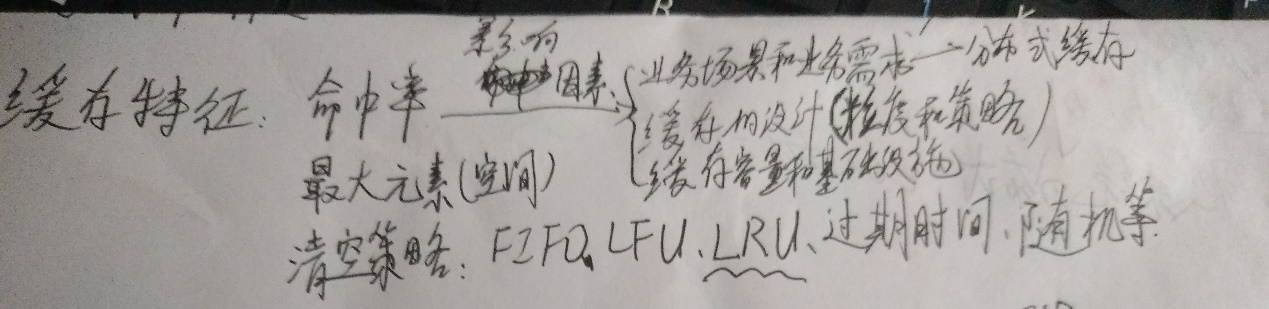 影响
缓存特征: 命中率 因素: 业务场景和业务需求 — 分布式缓存
缓存的设计(粒度和策略)
缓存容量和基础设施
最大元素(空间)
清空策略: FIFO、LFU、LRU、过期时间、随机等